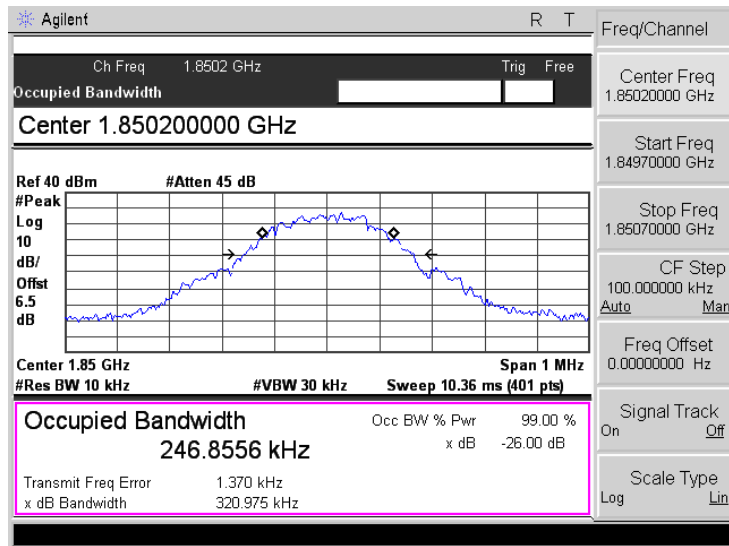 Agilent
R T
Ch Freq 1.8502 GHz Trig Free
Occupied Bandwidth
Center 1.850200000 GHz
Ref 40 dBm #Atten 45 dB
#Peak
Log
10
dB/
Offst
6.5
dB
Center 1.85 GHz Span 1 MHz
#Res BW 10 kHz #VBW 30 kHz Sweep 10.36 ms (401 pts)
Occupied Bandwidth
246.8556 kHz
Occ BW % Pwr 99.00 %
x dB -26.00 dB
Transmit Freq Error 1.370 kHz
x dB Bandwidth 320.975 kHz
Freq/Channel
Center Freq
1.85020000 GHz
Start Freq
1.84970000 GHz
Stop Freq
1.85070000 GHz
CF Step
100.000000 kHz
Auto Man
Freq Offset
0.00000000 Hz
Signal Track
On Off
Scale Type
Log Lin